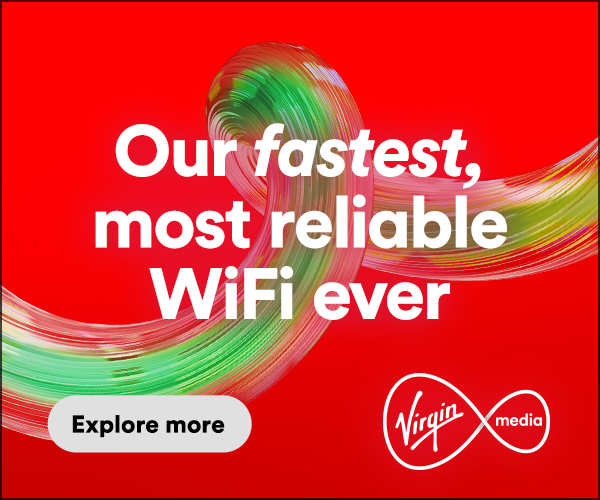 Our fastest,
most reliable
WiFi ever
Explore more
Virgin media